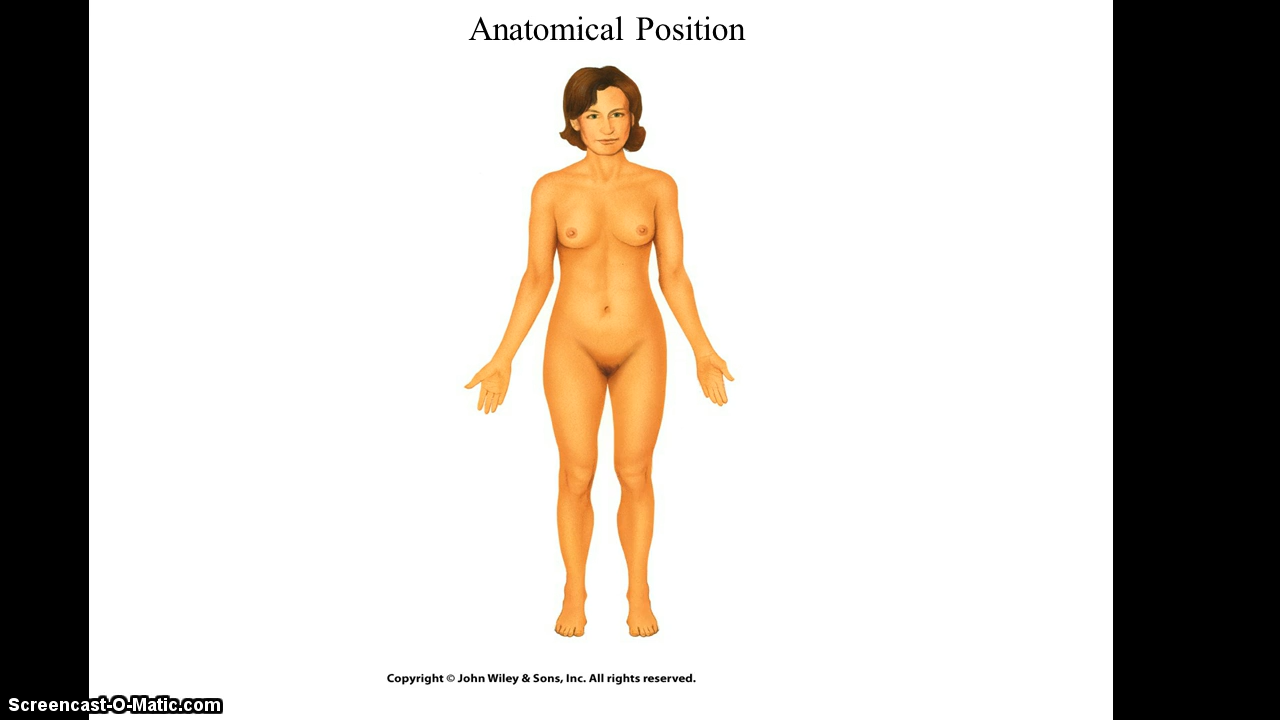 Anatomical Position
Copyright © John Wiley & Sons, Inc. All rights reserved.
Screencast-O-Matic.com